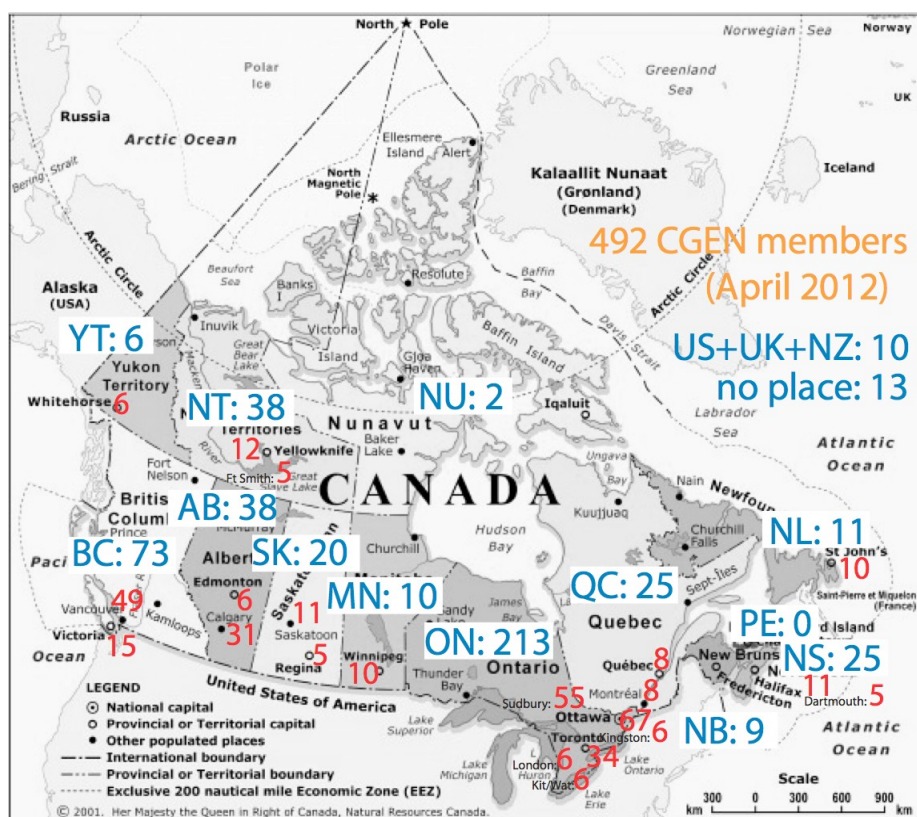 North Pole
Norwegian Sea
Norway
Polar
Ice
Greenland
Sea
UK
Russia
Arctic Ocean
Ellesmere
Island
Alert
Bering Strait
North
Magnetic
Pole
Kalaallit Nunaat
(Grønland)
(Denmark)
Iceland
492 CGEN members
(April 2012)
Arctic Circle
Arctic Circle
Beaufort
Sea
Resolute
Baffin
Bay
Alaska
(USA)
Banks
I
Inuvik
Victoria
Island
Great
Bear Lake
Gjoa
Haven
Baffin Island
Davis Strait
YT: 6
US+UK+NZ: 10
no place: 13
Yukon
Territory
Whitehorse
6
NT: 38
NU: 2
Iqaluit
Labrador
Sea
Territories
Nunavut
12
Yellowknife
Baker
Lake
River
Ft Smith: 5
Great
Slave Lake
Ungava
Bay
Atlantic
Ocean
Fort
Nelson
CANADA
Nain
Britis
Colum
AB: 38
Kuujjuaq
Newfoun
Prince
Hudson
Bay
Churchill
Falls
NL: 11
BC: 73
Albert
SK: 20
Churchill
St John's
10
Edmonton
6
MN: 10
QC: 25
Sept-Îles
Saint-Pierre et Miquelon
(France)
49
Vancouver
Kamloops
Calgary
31
11
Saskatoon
James
Bay
Quebec
PE: 0
d Island
Victoria
15
5
Regina
Winnipeg
10
ON: 213
Ontario
Québec
8
New Bruns
Fredericton
NS: 25
Halifax
11
Dartmouth: 5
Ocean
United States of America
Thunder
Bay
Sudbury: 55
Montréal
8
LEGEND
National capital
Provincial or Territorial capital
Other populated places
International boundary
Provincial or Territorial boundary
Exclusive 200 nautical mile Economic Zone (EEZ)
Lake
Superior
Ottawa
67
Kingston: 6
NB: 9
Atlantic
Ocean
Toronto
34
London: 6
Lake
Michigan
Huron
Lake
Ontario
Kit/Wat: 6
Lake
Erie
Scale
300 0 300 600 900
km km
© 2001. Her Majesty the Queen in Right of Canada, Natural Resources Canada.